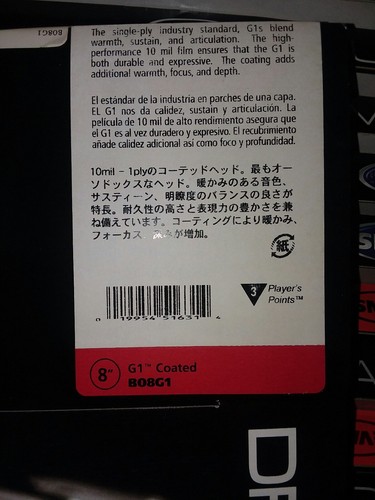 B08G1
The single-ply industry standard, G1s blend
warmth, sustain, and articulation. The high-
performance 10 mil film ensures that the G1 is
both durable and expressive. The coating adds
additional warmth, focus, and depth.
El estándar de la industria en parches de una capa.
EL G1 nos da calidez, sustain y articulación. La
película de 10 mil de alto rendimiento asegura que
el G1 es al vez duradero y expresivo. El recubrimiento
añade calidez adicional así como foco y profundidad.
10mil - 1plyのコーテッドヘッド。最もオー
ソドックスなヘッド。暖かみのある音色、
サスティーン、明瞭度のバランスの良さが
特長。耐久性の高さと表現力の豊かさを兼
ね備えています。コーティングにより暖かみ、
フォーカス みが増加。
紙
3 Player's
Points™
0 19954 51631 4
8" G1™ Coated
B08G1